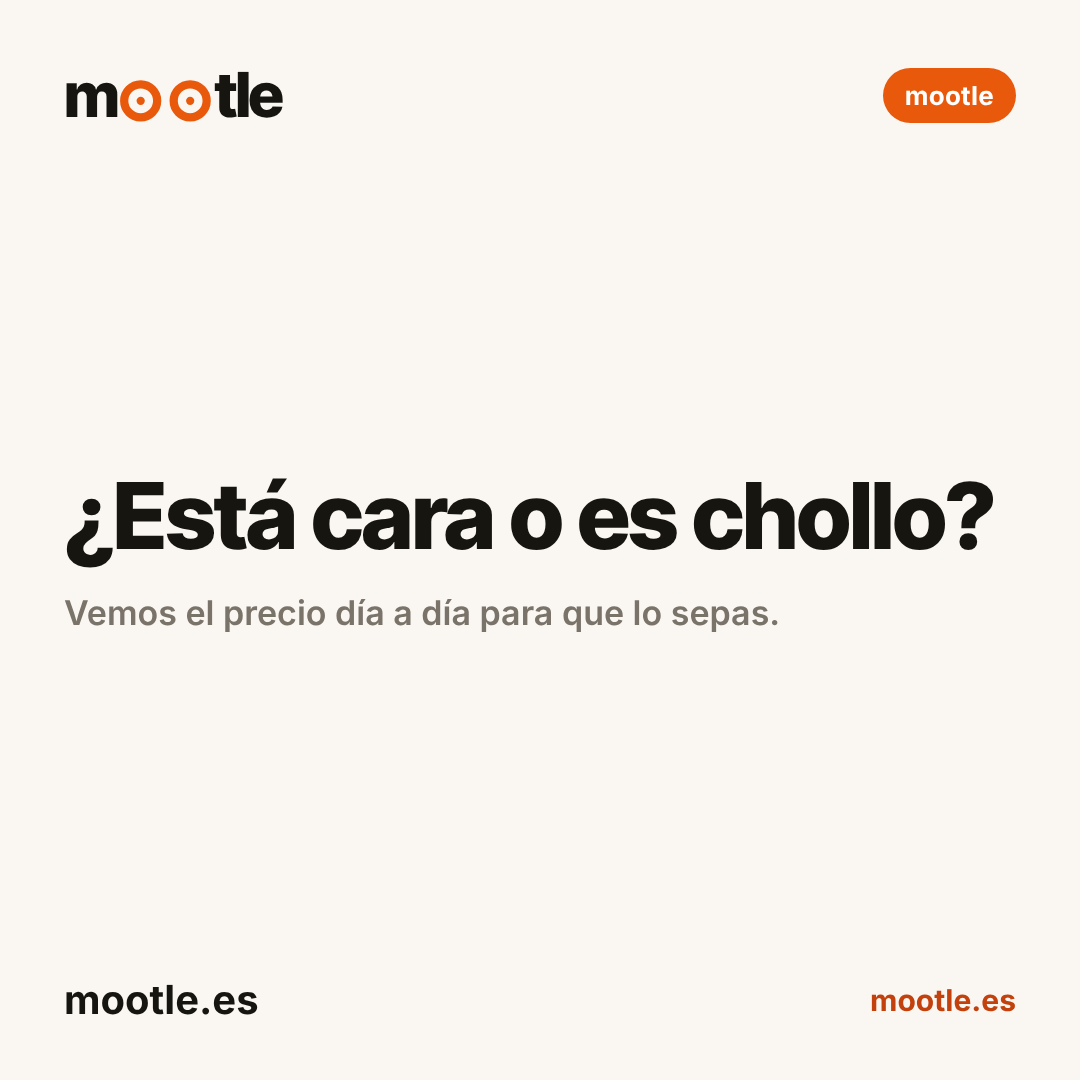 mootle
mootle
¿Está cara o es chollo?
Vemos el precio día a día para que lo sepas.
mootle.es
mootle.es